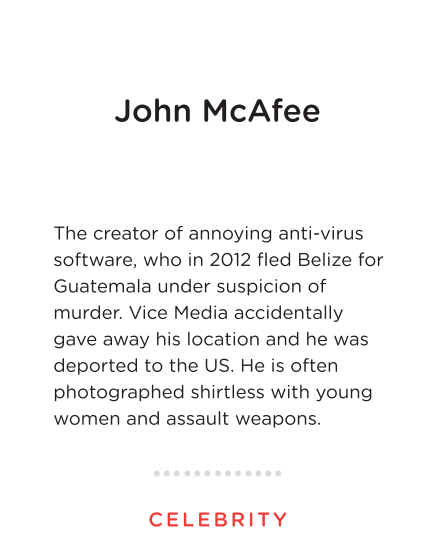 John McAfee
The creator of annoying anti-virus
software, who in 2012 fled Belize for
Guatemala under suspicion of
murder. Vice Media accidentally
gave away his location and he was
deported to the US. He is often
photographed shirtless with young
women and assault weapons.
CELEBRITY